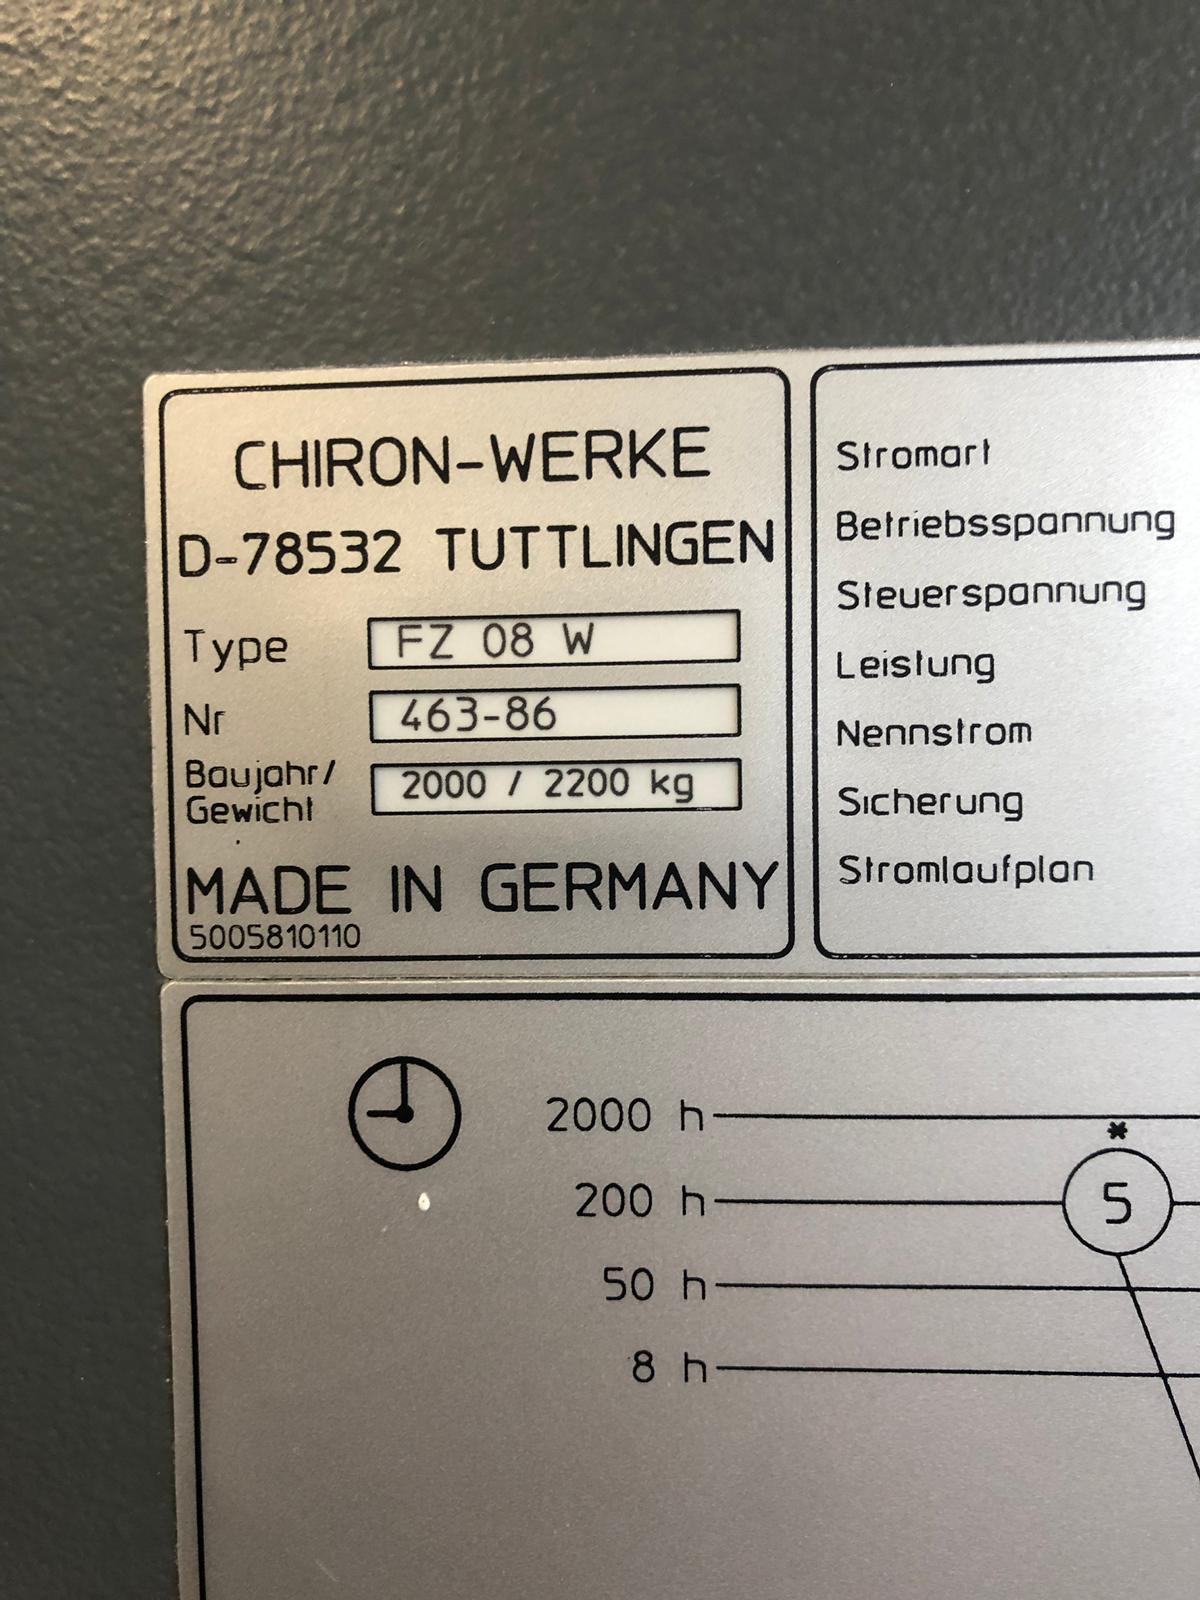 CHIRON-WERKE
D-78532 TUTTLINGEN
Type FZ 08 W
Nr 463-86
Baujahr/
Gewicht 2000 / 2200 kg
MADE IN GERMANY
5005810110
Stromart
Betriebsspannung
Steuerspannung
Leistung
Nennstrom
Sicherung
Stromlaufplan
2000 h
*
200 h 5
50 h
8 h